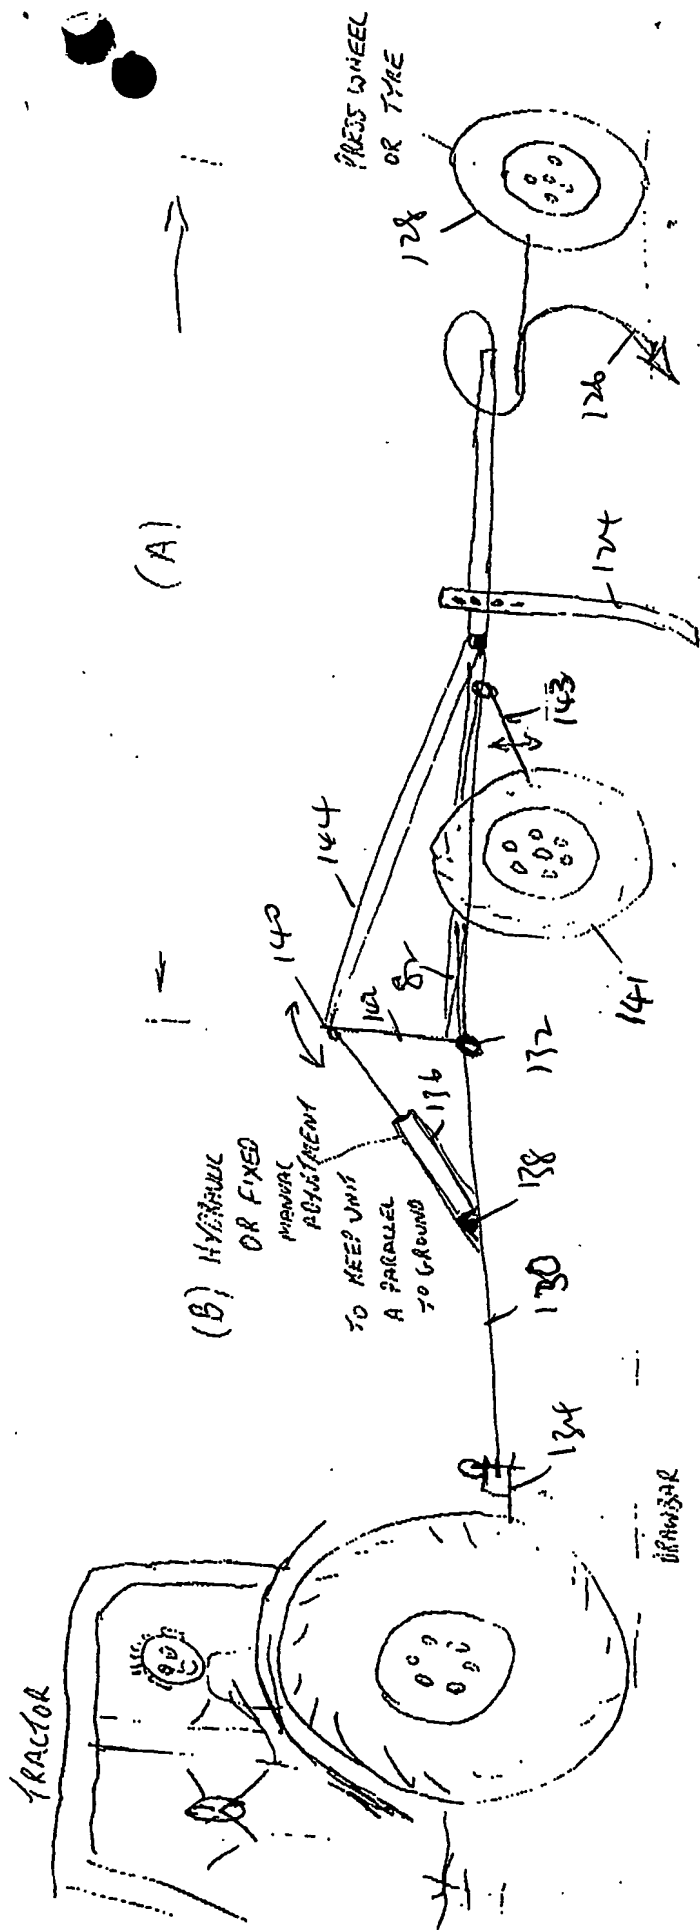 TRACTOR
(B) HYDRAULIC
OR FIXED
MANUAL
ADJUSTMENT
TO KEEP UNIT
A PARALLEL
TO GROUND
(A)
PRESS WHEEL
OR TYRE
128
126
124
143
144
140
142
8
141
132
136
138
130
134
DRAWBAR